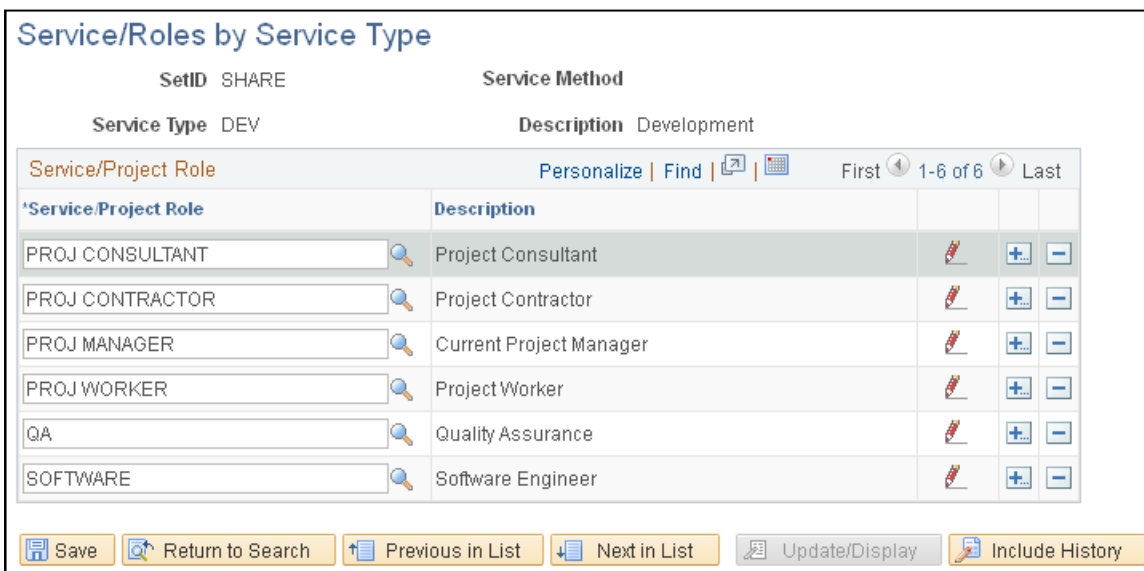 Service/Roles by Service Type
SetID SHARE Service Method
Service Type DEV Description Development
Service/Project Role Personalize | Find | | First 1-6 of 6 Last
*Service/Project Role Description
PROJ CONSULTANT Project Consultant
PROJ CONTRACTOR Project Contractor
PROJ MANAGER Current Project Manager
PROJ WORKER Project Worker
QA Quality Assurance
SOFTWARE Software Engineer
Save Return to Search Previous in List Next in List Update/Display Include History